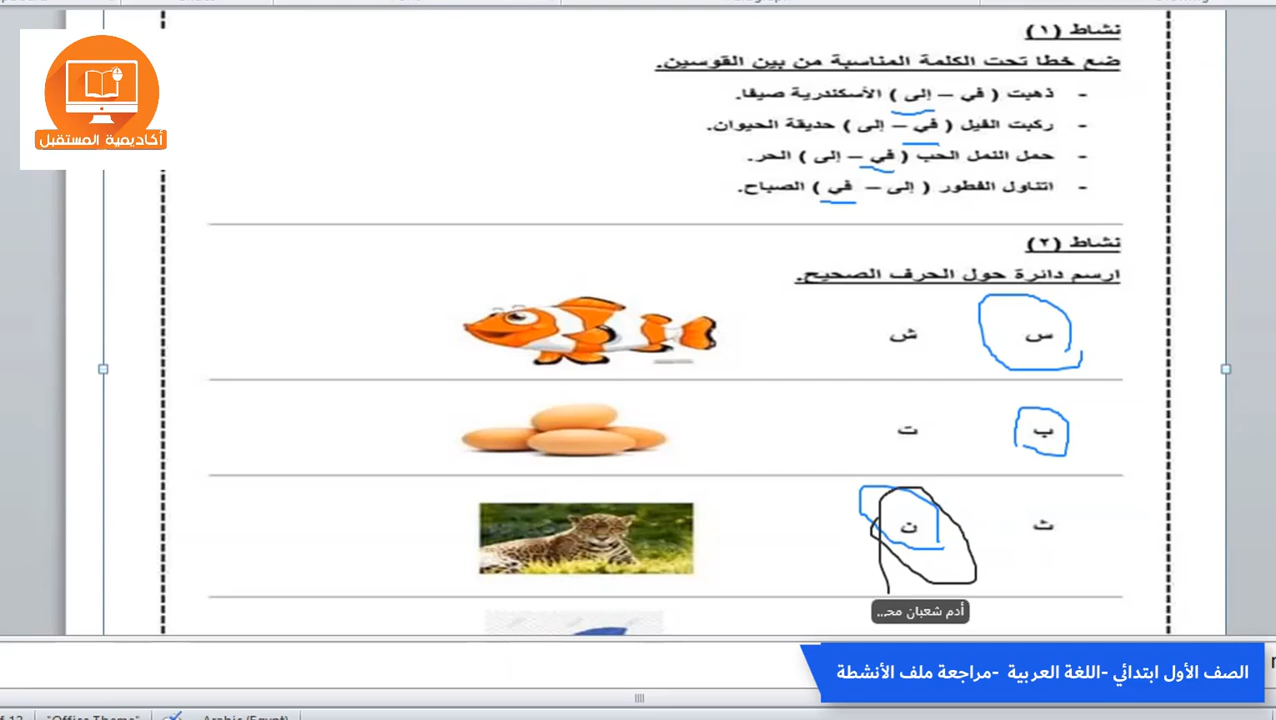 نشاط (١)
ضع خطا تحت الكلمة المناسبة من بين القوسين.
- ذهبت ( في – إلى ) الأسكندرية صيفا.
- ركبت الفيل ( في – إلى ) حديقة الحيوان.
- حمل النمل الحب ( في – إلى ) الحر.
- اتناول الفطور ( إلى – في ) الصباح.
نشاط (٢)
ارسم دائرة حول الحرف الصحيح.
س ش
ب ت
ث ن
أدم شعبان محـ...
أكاديمية المستقبل
الصف الأول ابتدائي -اللغة العربية -مراجعة ملف الأنشطة
"Office Theme" Arabic (Egypt)